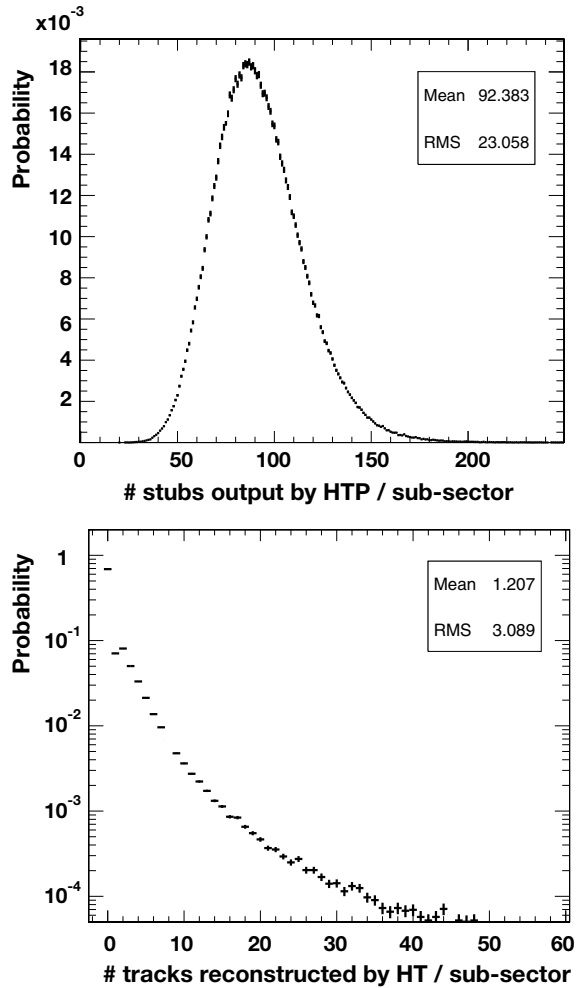 x10⁻³
18
16
14
12
10
8
6
4
2
Probability
Mean 92.383
RMS 23.058
0 50 100 150 200
# stubs output by HTP / sub-sector
1
10⁻¹
10⁻²
10⁻³
10⁻⁴
Probability
Mean 1.207
RMS 3.089
0 10 20 30 40 50 60
# tracks reconstructed by HT / sub-sector